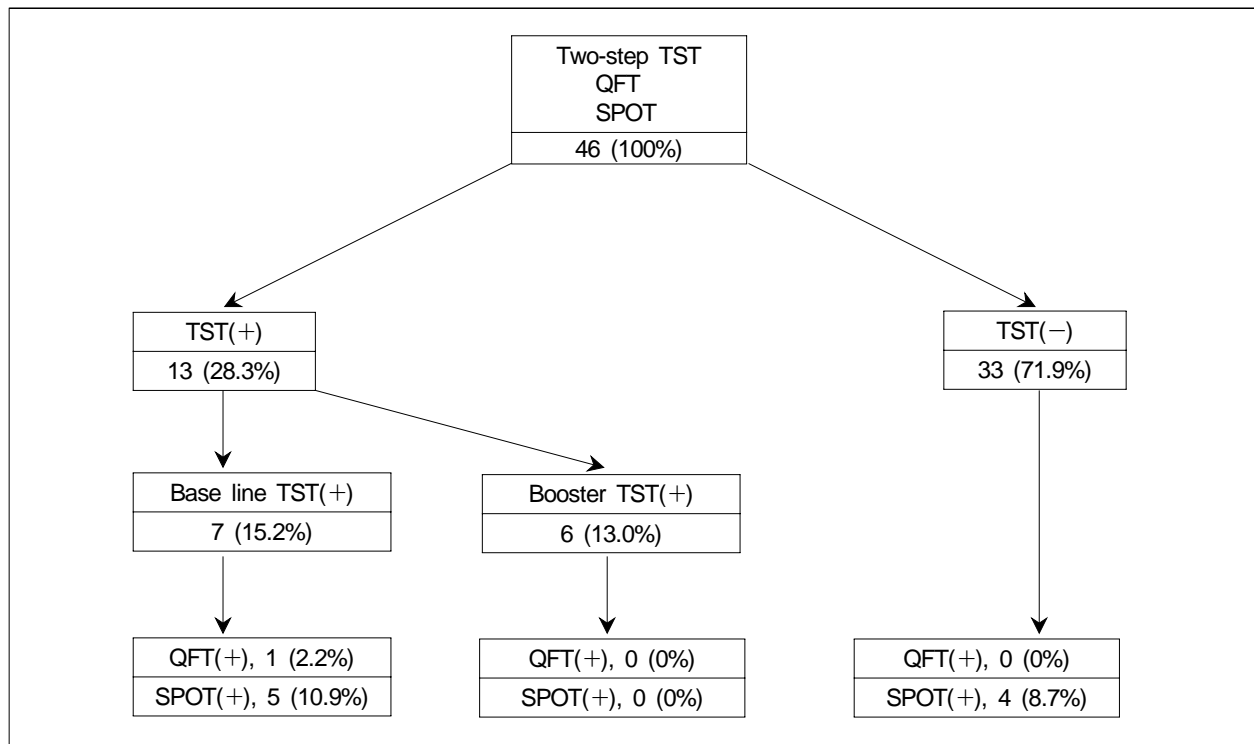 Two-step TST
QFT
SPOT
46 (100%)
TST(+)
13 (28.3%)
TST(−)
33 (71.9%)
Base line TST(+)
7 (15.2%)
Booster TST(+)
6 (13.0%)
QFT(+), 1 (2.2%)
SPOT(+), 5 (10.9%)
QFT(+), 0 (0%)
SPOT(+), 0 (0%)
QFT(+), 0 (0%)
SPOT(+), 4 (8.7%)